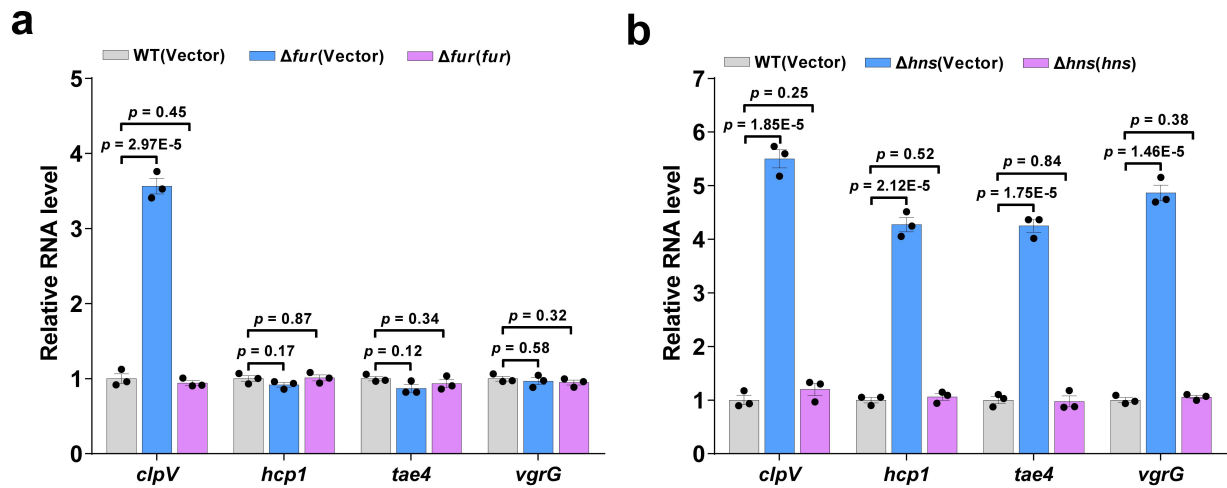 a
WT(Vector) Δfur(Vector) Δfur(fur)
Relative RNA level
5
4
3
2
1
0
p = 0.45
p = 2.97E-5
p = 0.87
p = 0.17
p = 0.34
p = 0.12
p = 0.32
p = 0.58
clpV hcp1 tae4 vgrG
b
WT(Vector) Δhns(Vector) Δhns(hns)
Relative RNA level
7
6
5
4
3
2
1
0
p = 0.25
p = 1.85E-5
p = 0.52
p = 2.12E-5
p = 0.84
p = 1.75E-5
p = 0.38
p = 1.46E-5
clpV hcp1 tae4 vgrG